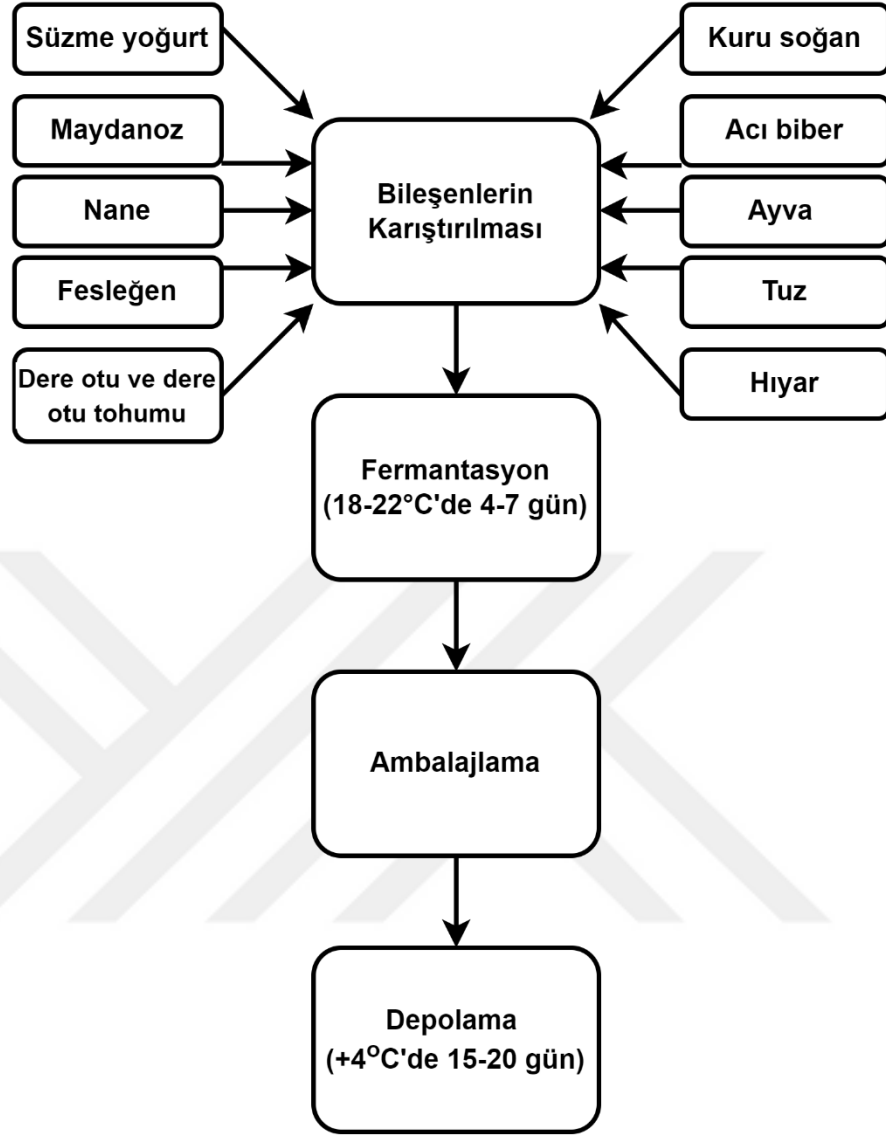 Süzme yoğurt
Kuru soğan
Maydanoz
Acı biber
Nane
Ayva
Fesleğen
Tuz
Dere otu ve dere
otu tohumu
Hıyar
Bileşenlerin
Karıştırılması
Fermantasyon
(18-22°C'de 4-7 gün)
Ambalajlama
Depolama
(+4°C'de 15-20 gün)